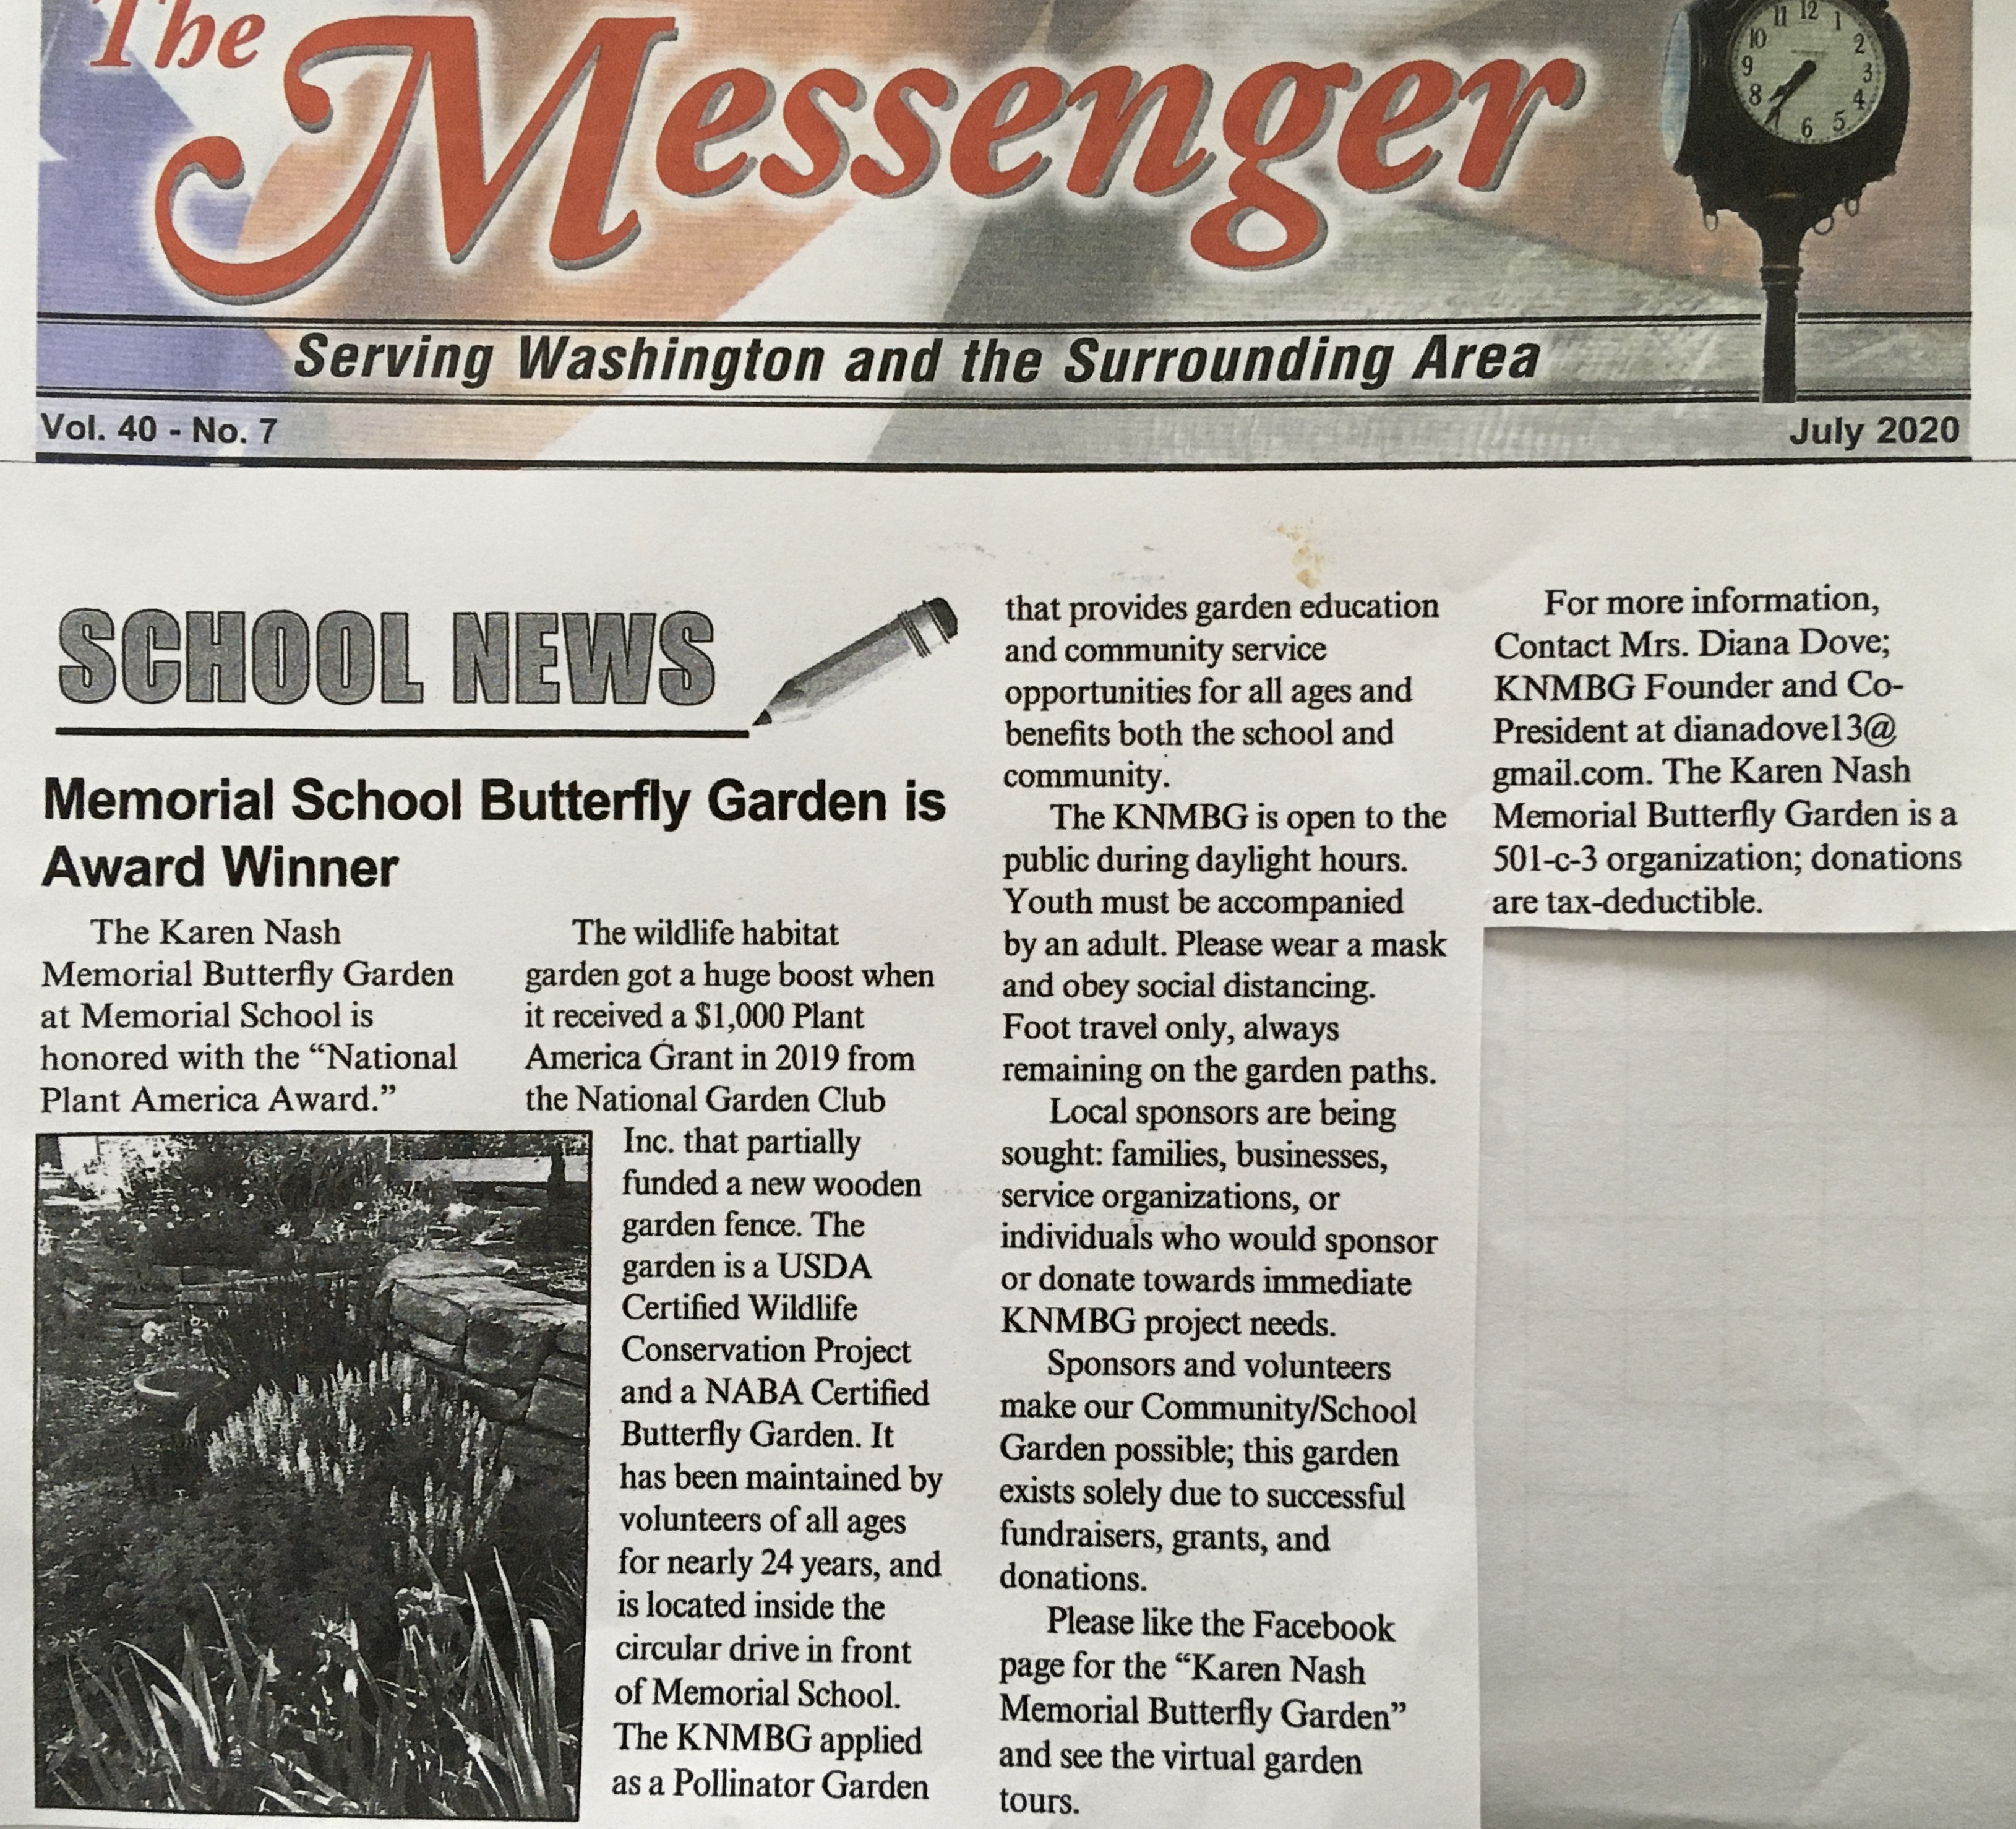 The
Messenger
11 12 1
10 2
9 3
8 4
6 5
Serving Washington and the Surrounding Area
Vol. 40 - No. 7
July 2020
SCHOOL NEWS
Memorial School Butterfly Garden is
Award Winner
The Karen Nash
Memorial Butterfly Garden
at Memorial School is
honored with the “National
Plant America Award.”
The wildlife habitat
garden got a huge boost when
it received a $1,000 Plant
America Grant in 2019 from
the National Garden Club
Inc. that partially
funded a new wooden
garden fence. The
garden is a USDA
Certified Wildlife
Conservation Project
and a NABA Certified
Butterfly Garden. It
has been maintained by
volunteers of all ages
for nearly 24 years, and
is located inside the
circular drive in front
of Memorial School.
The KNMBG applied
as a Pollinator Garden
that provides garden education
and community service
opportunities for all ages and
benefits both the school and
community.
The KNMBG is open to the
public during daylight hours.
Youth must be accompanied
by an adult. Please wear a mask
and obey social distancing.
Foot travel only, always
remaining on the garden paths.
Local sponsors are being
sought: families, businesses,
service organizations, or
individuals who would sponsor
or donate towards immediate
KNMBG project needs.
Sponsors and volunteers
make our Community/School
Garden possible; this garden
exists solely due to successful
fundraisers, grants, and
donations.
Please like the Facebook
page for the “Karen Nash
Memorial Butterfly Garden”
and see the virtual garden
tours.
For more information,
Contact Mrs. Diana Dove;
KNMBG Founder and Co-
President at dianadove13@
gmail.com. The Karen Nash
Memorial Butterfly Garden is a
501-c-3 organization; donations
are tax-deductible.